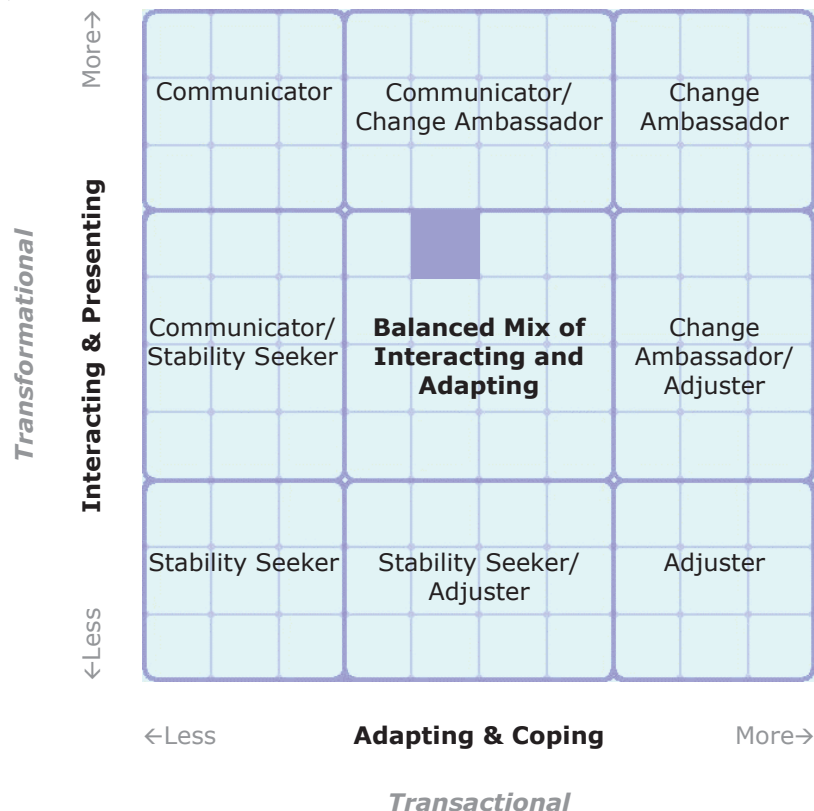 More→
Communicator
Communicator/
Change Ambassador
Change
Ambassador
Transformational
Interacting & Presenting
Communicator/
Stability Seeker
Balanced Mix of
Interacting and
Adapting
Change
Ambassador/
Adjuster
Stability Seeker
Stability Seeker/
Adjuster
Adjuster
←Less
←Less
Adapting & Coping
More→
Transactional